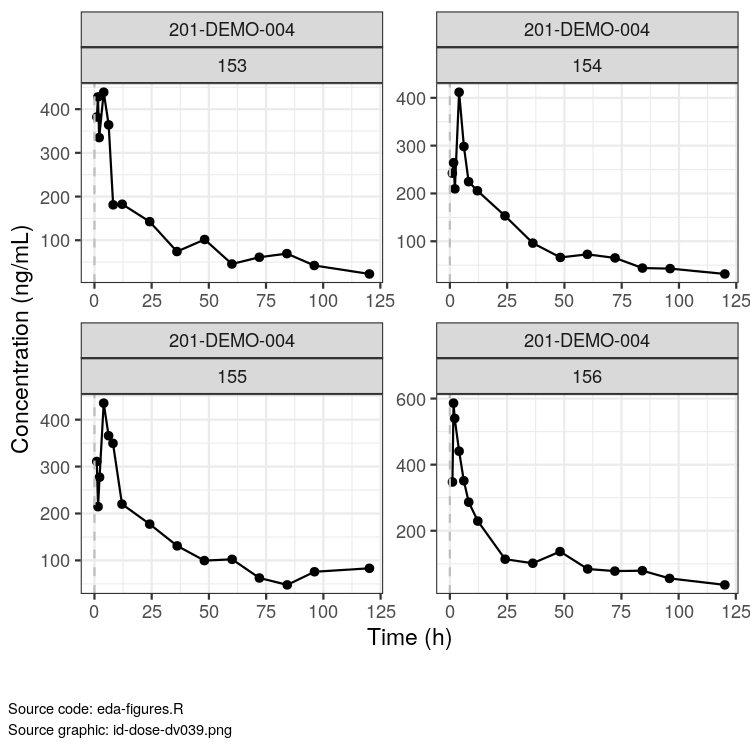 201-DEMO-004
201-DEMO-004
153
154
400
300
200
100
400
300
200
100
0 25 50 75 100 125
0 25 50 75 100 125
201-DEMO-004
201-DEMO-004
155
156
400
300
200
100
600
400
200
0 25 50 75 100 125
0 25 50 75 100 125
Concentration (ng/mL)
Time (h)
Source code: eda-figures.R
Source graphic: id-dose-dv039.png